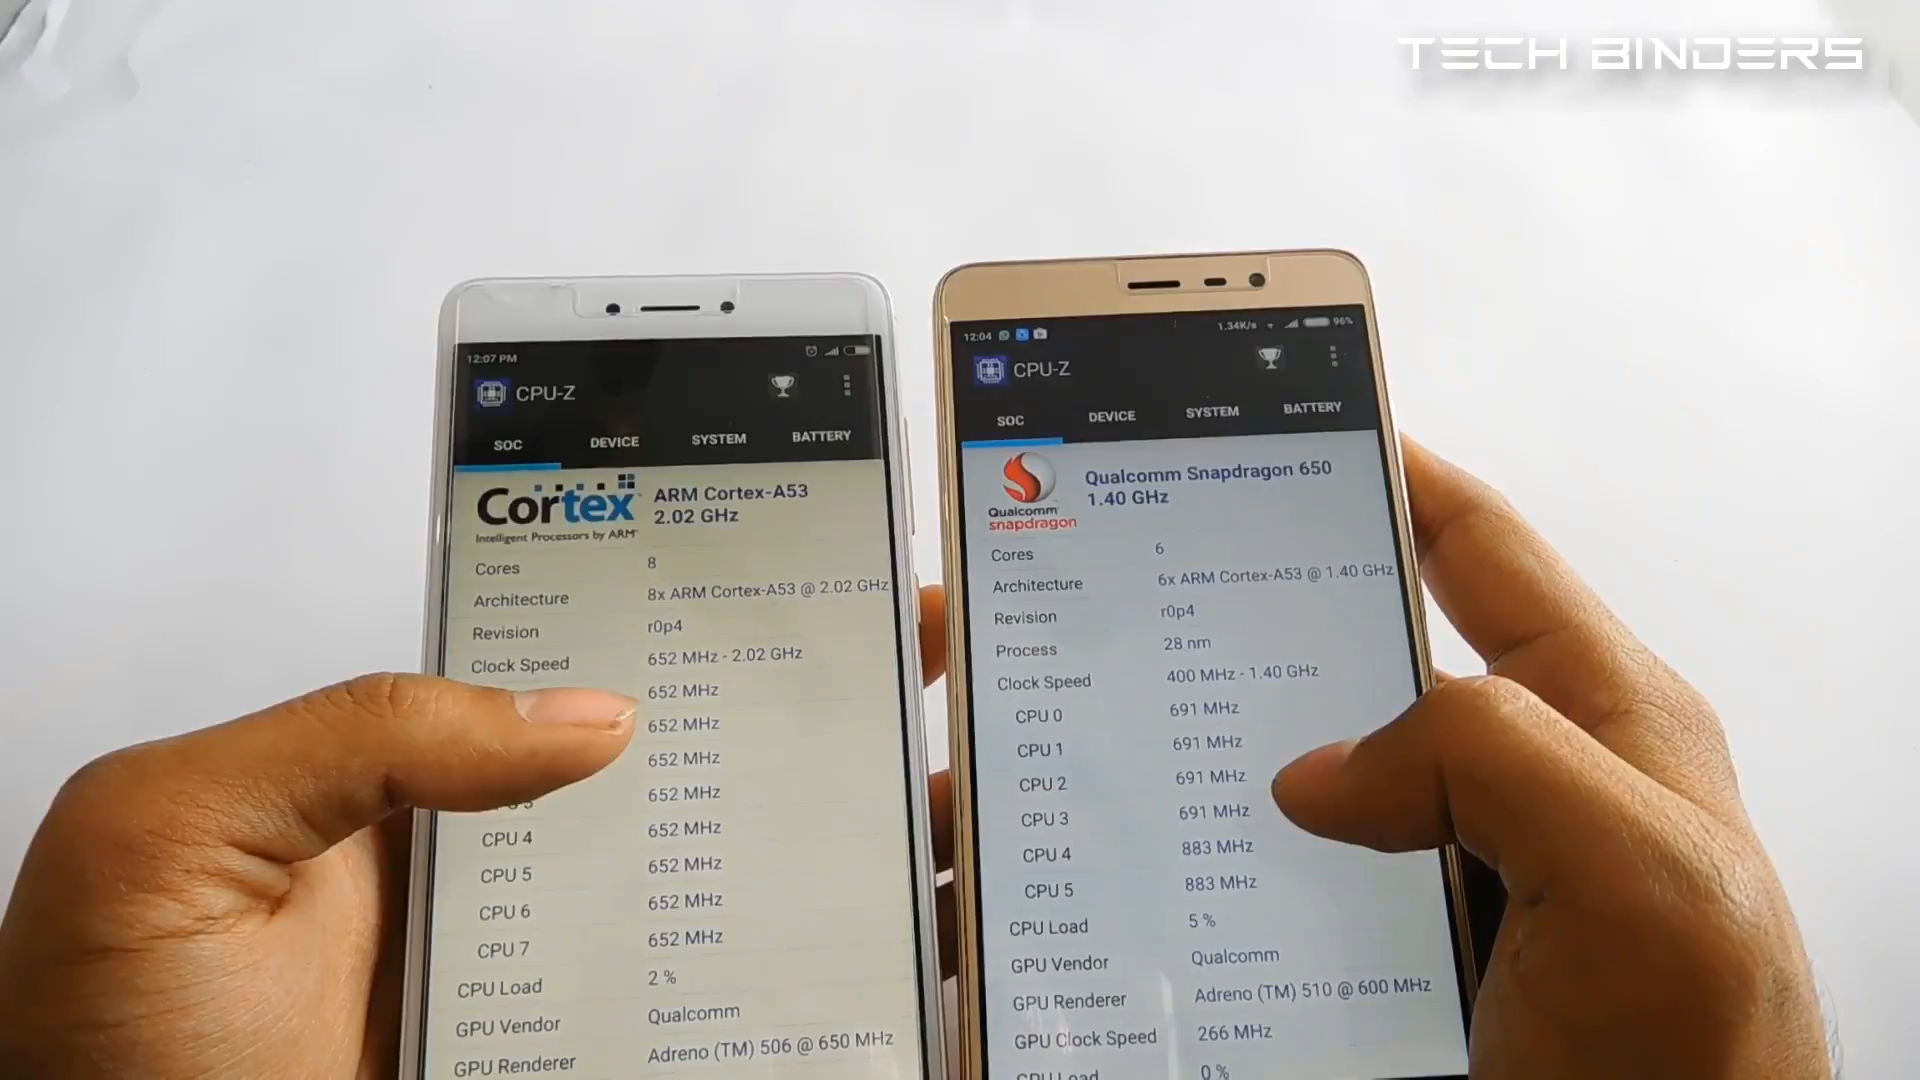 TECH BINDERS
12:07 PM
CPU-Z
SOC DEVICE SYSTEM BATTERY
Cortex
Intelligent Processors by ARM
ARM Cortex-A53
2.02 GHz
Cores 8
Architecture 8x ARM Cortex-A53 @ 2.02 GHz
Revision r0p4
Clock Speed 652 MHz - 2.02 GHz
652 MHz
652 MHz
652 MHz
652 MHz
CPU 4 652 MHz
CPU 5 652 MHz
CPU 6 652 MHz
CPU 7 652 MHz
CPU Load 2 %
GPU Vendor Qualcomm
GPU Renderer Adreno (TM) 506 @ 650 MHz
12:04 1.34K/s 96%
CPU-Z
SOC DEVICE SYSTEM BATTERY
Qualcomm
snapdragon
Qualcomm Snapdragon 650
1.40 GHz
Cores 6
Architecture 6x ARM Cortex-A53 @ 1.40 GHz
Revision r0p4
Process 28 nm
Clock Speed 400 MHz - 1.40 GHz
CPU 0 691 MHz
CPU 1 691 MHz
CPU 2 691 MHz
CPU 3 691 MHz
CPU 4 883 MHz
CPU 5 883 MHz
CPU Load 5 %
GPU Vendor Qualcomm
GPU Renderer Adreno (TM) 510 @ 600 MHz
GPU Clock Speed 266 MHz
Load 0 %